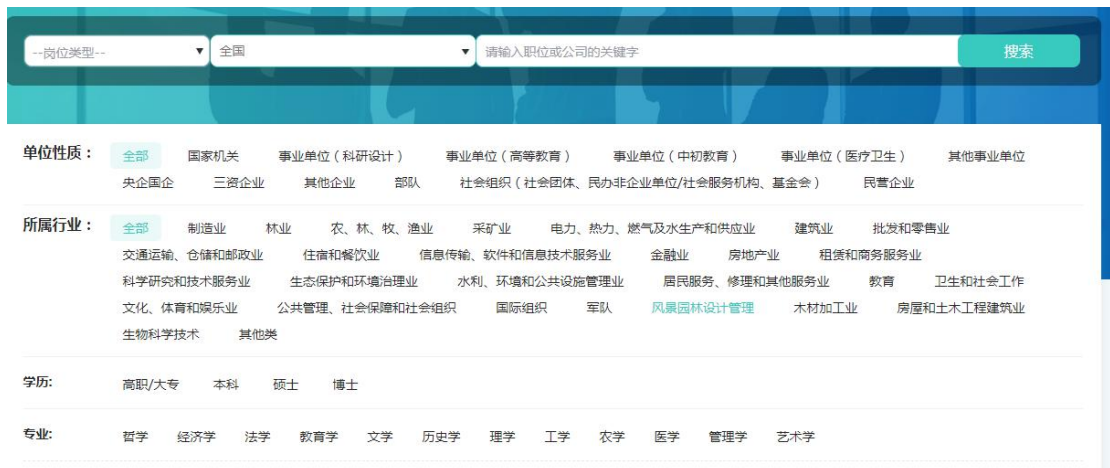 --岗位类型-- 全国 请输入职位或公司的关键字 搜索
单位性质： 全部 国家机关 事业单位（科研设计） 事业单位（高等教育） 事业单位（中初教育） 事业单位（医疗卫生） 其他事业单位
央企国企 三资企业 其他企业 部队 社会组织（社会团体、民办非企业单位/社会服务机构、基金会） 民营企业
所属行业： 全部 制造业 林业 农、林、牧、渔业 采矿业 电力、热力、燃气及水生产和供应业 建筑业 批发和零售业
交通运输、仓储和邮政业 住宿和餐饮业 信息传输、软件和信息技术服务业 金融业 房地产业 租赁和商务服务业
科学研究和技术服务业 生态保护和环境治理业 水利、环境和公共设施管理业 居民服务、修理和其他服务业 教育 卫生和社会工作
文化、体育和娱乐业 公共管理、社会保障和社会组织 国际组织 军队 风景园林设计管理 木材加工业 房屋和土木工程建筑业
生物科学技术 其他类
学历: 高职/大专 本科 硕士 博士
专业: 哲学 经济学 法学 教育学 文学 历史学 理学 工学 农学 医学 管理学 艺术学